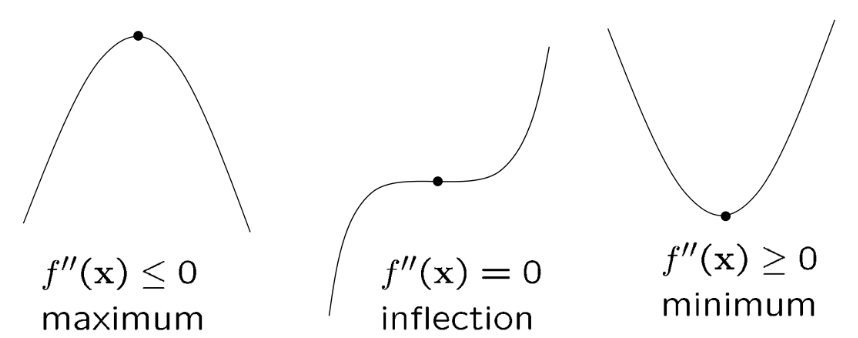 f″(x) ≤ 0
maximum
f″(x) = 0
inflection
f″(x) ≥ 0
minimum